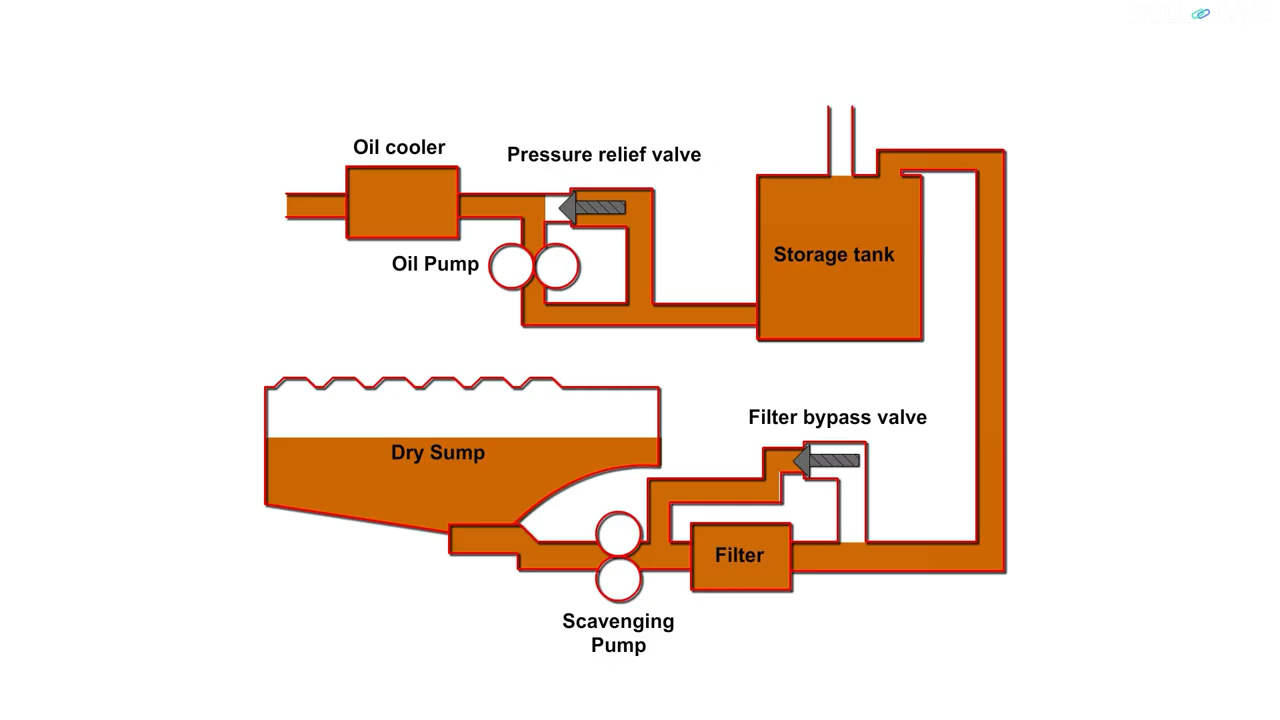 Oil cooler
Pressure relief valve
Oil Pump
Storage tank
Filter bypass valve
Dry Sump
Filter
Scavenging
Pump